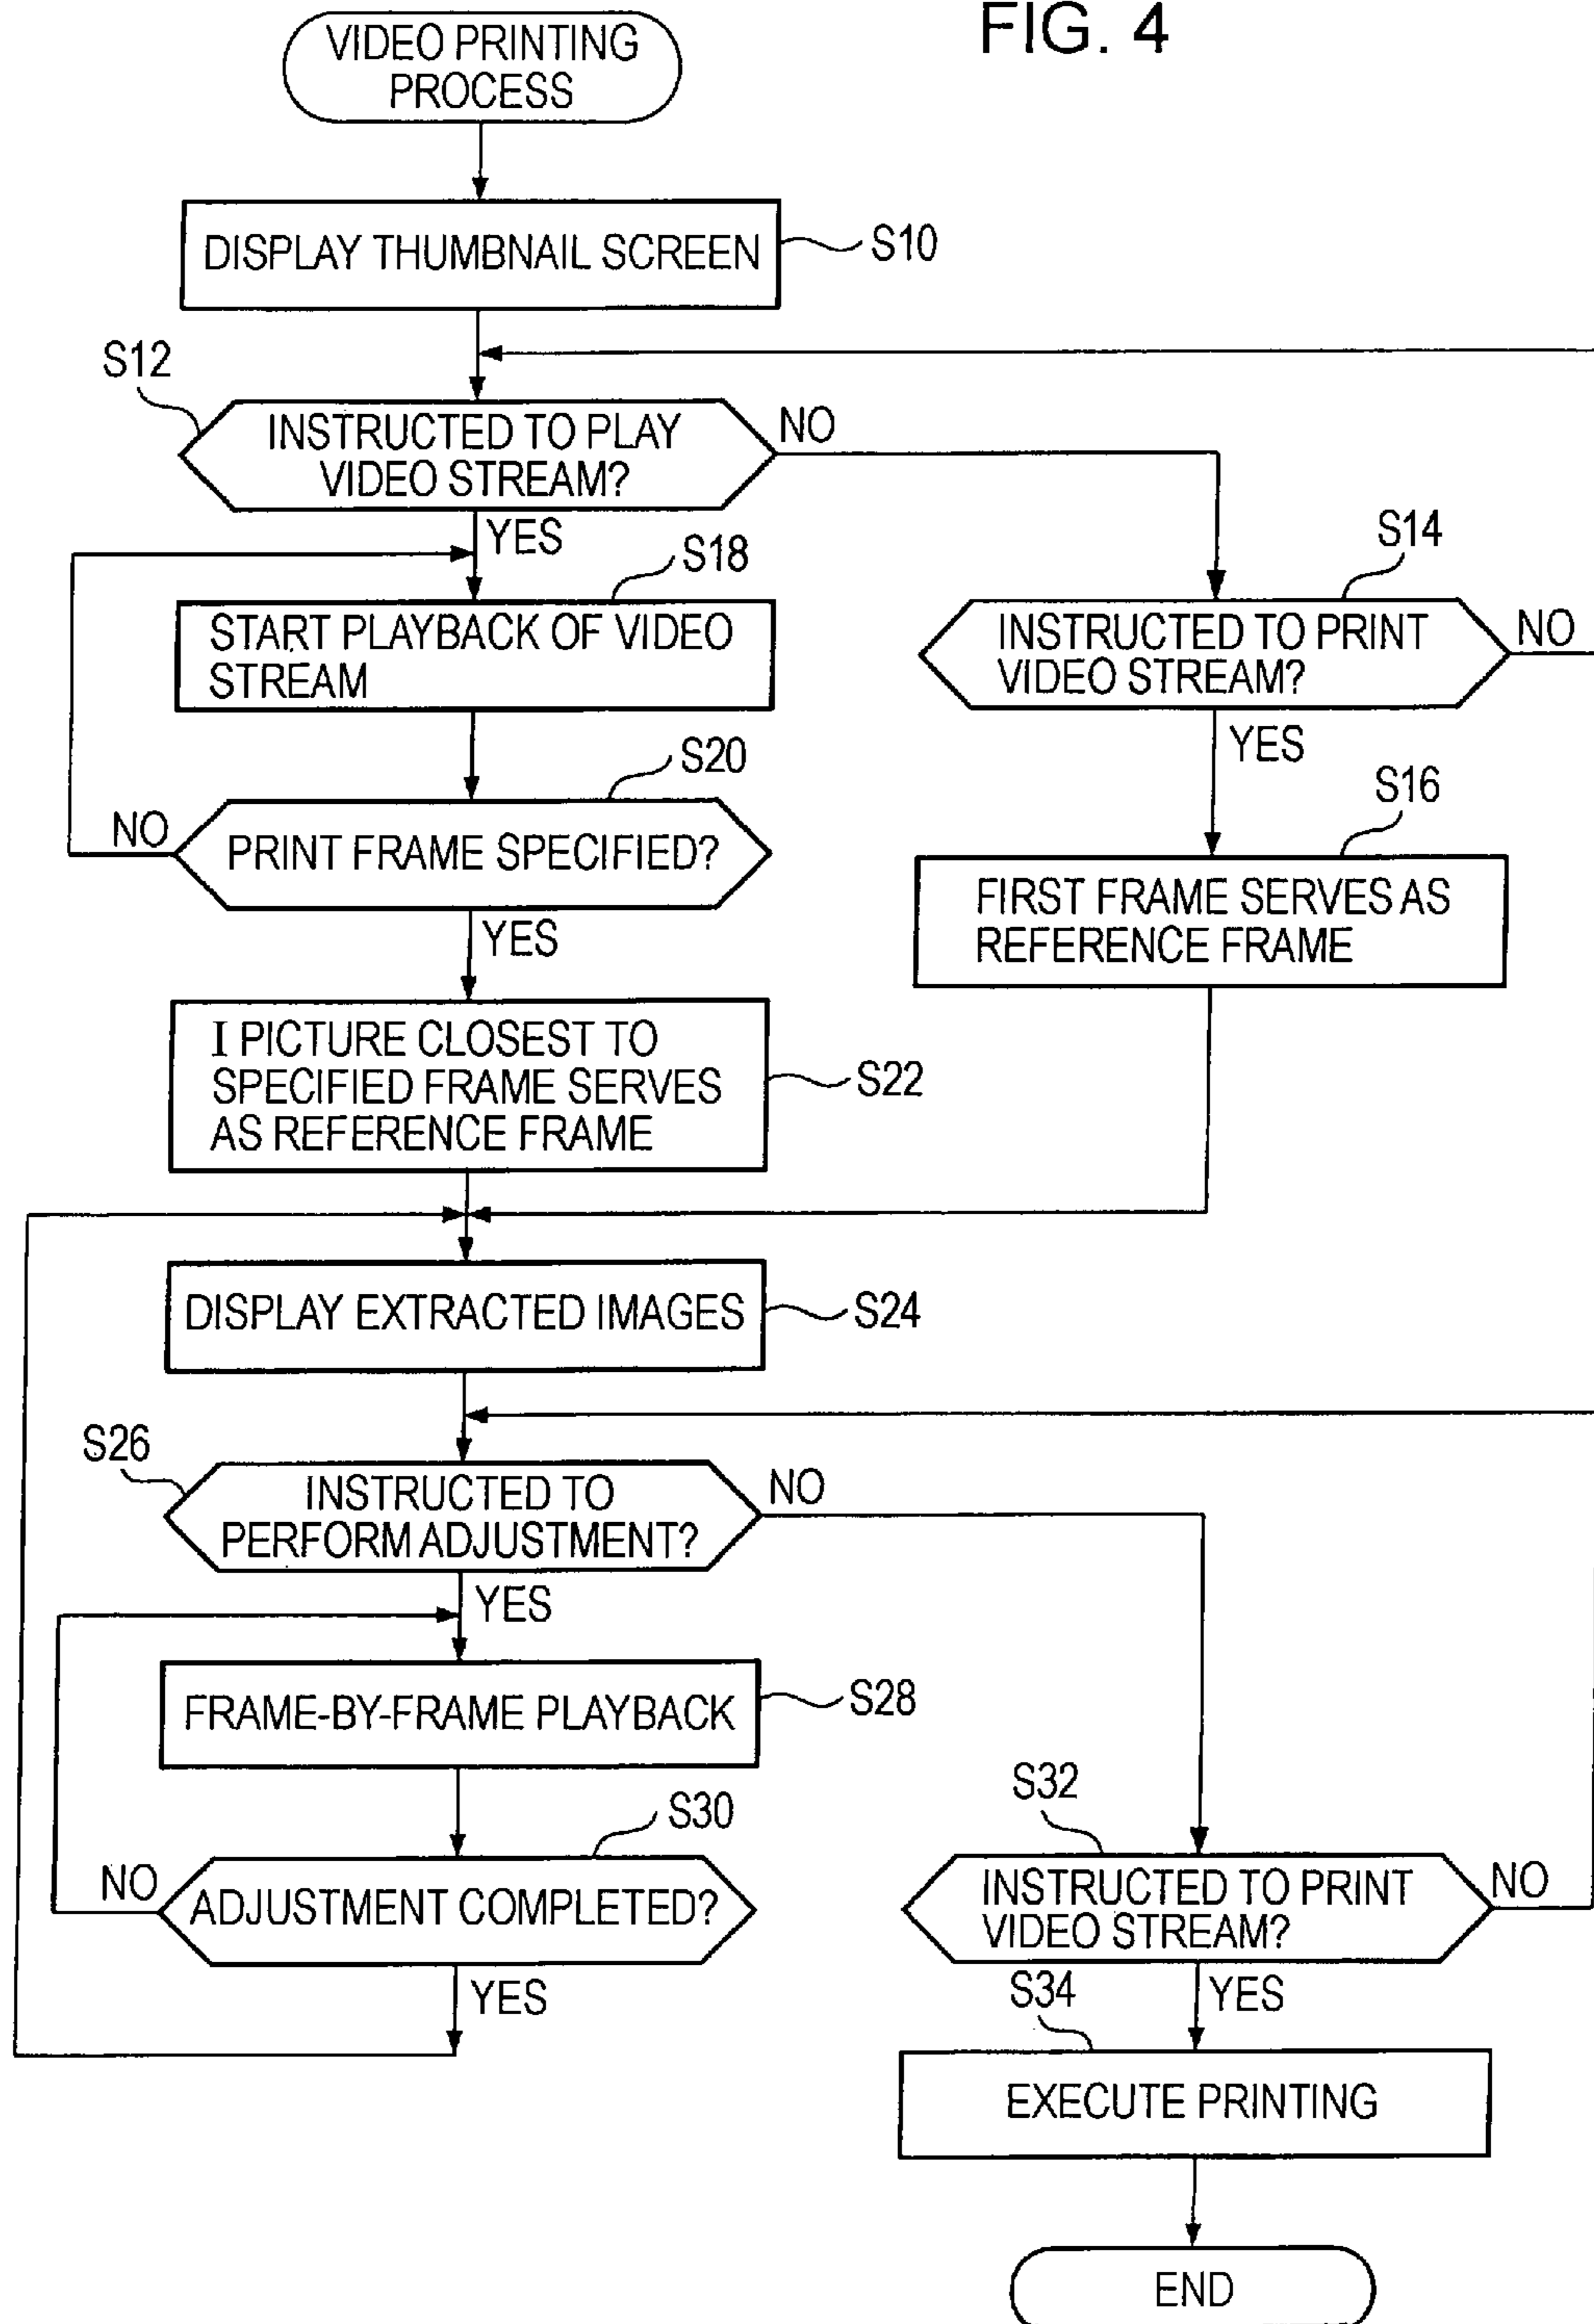 FIG. 4
VIDEO PRINTING
PROCESS
DISPLAY THUMBNAIL SCREEN
S10
S12
INSTRUCTED TO PLAY
VIDEO STREAM?
NO
YES
S18
START PLAYBACK OF VIDEO
STREAM
S14
INSTRUCTED TO PRINT
VIDEO STREAM?
NO
YES
S20
PRINT FRAME SPECIFIED?
NO
YES
S16
FIRST FRAME SERVES AS
REFERENCE FRAME
I PICTURE CLOSEST TO
SPECIFIED FRAME SERVES
AS REFERENCE FRAME
S22
DISPLAY EXTRACTED IMAGES
S24
S26
INSTRUCTED TO
PERFORM ADJUSTMENT?
NO
YES
FRAME-BY-FRAME PLAYBACK
S28
S30
ADJUSTMENT COMPLETED?
NO
YES
S32
INSTRUCTED TO PRINT
VIDEO STREAM?
NO
YES
S34
EXECUTE PRINTING
END